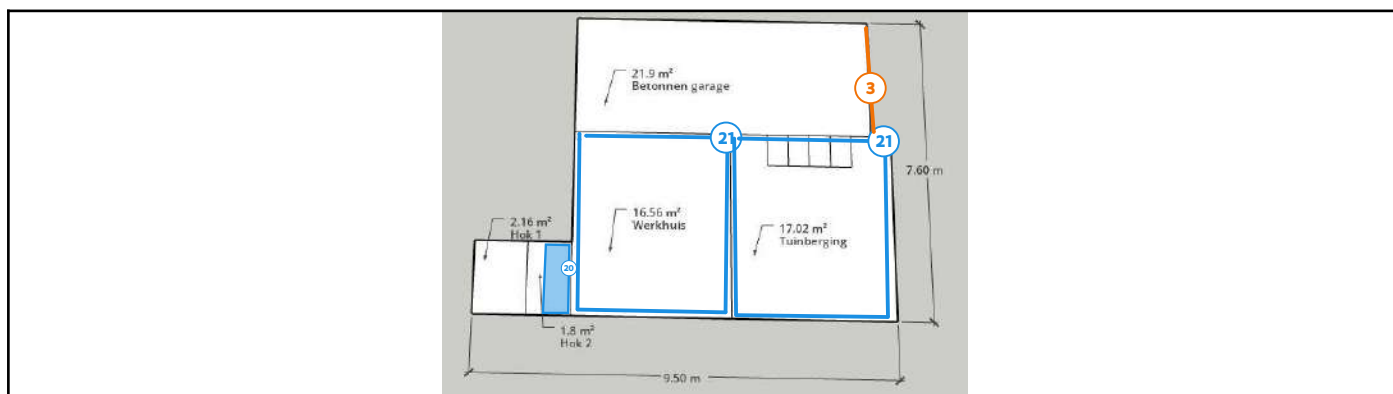 21.9 m²
Betonnen garage
3
21
21
7.60 m
16.56 m²
Werkhuis
17.02 m²
Tuinberging
2.16 m²
Hok 1
20
1.8 m²
Hok 2
9.50 m